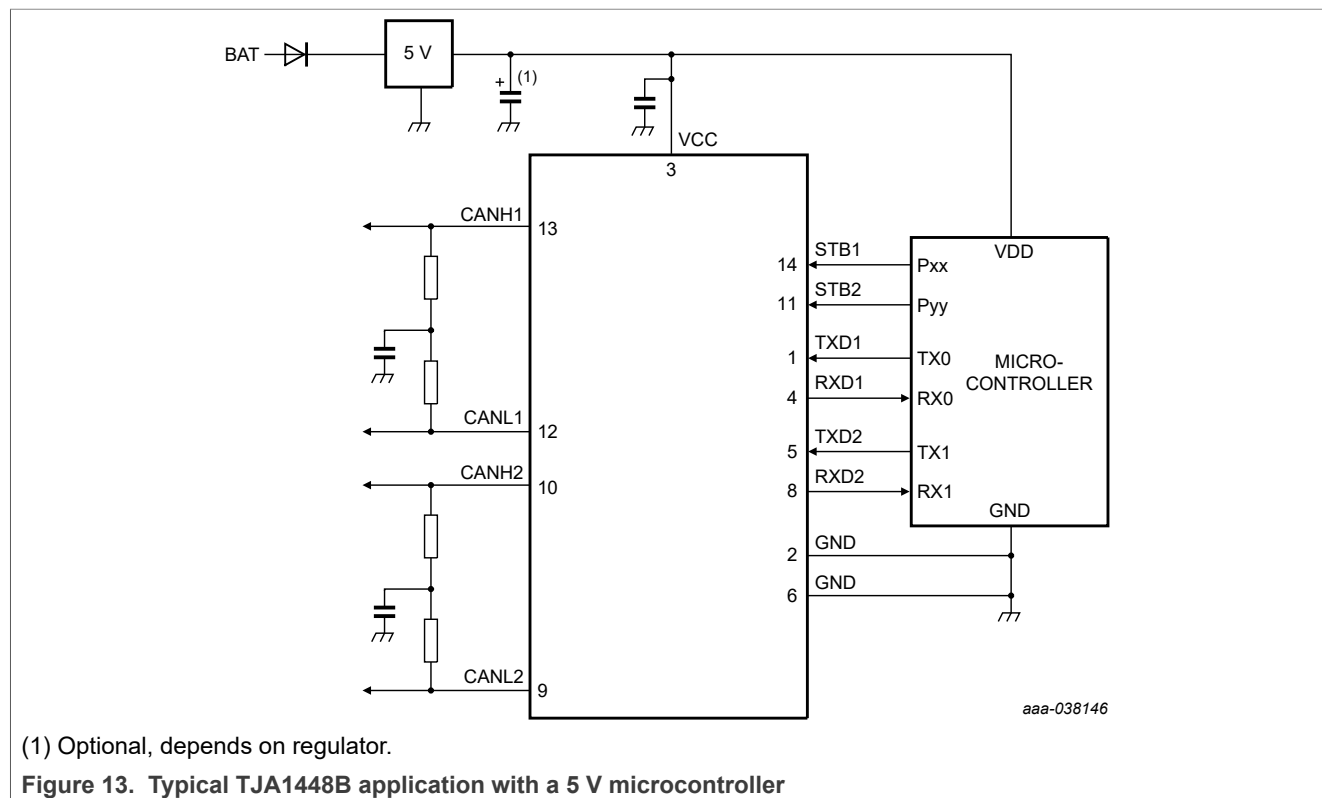 BAT
5 V
+
(1)
VCC
3
CANH1
13
CANL1
12
CANH2
10
CANL2
9
14
STB1
11
STB2
1
TXD1
4
RXD1
5
TXD2
8
RXD2
2
GND
6
GND
VDD
Pxx
Pyy
TX0
RX0
MICRO-
CONTROLLER
TX1
RX1
GND
aaa-038146
(1) Optional, depends on regulator.
Figure 13. Typical TJA1448B application with a 5 V microcontroller